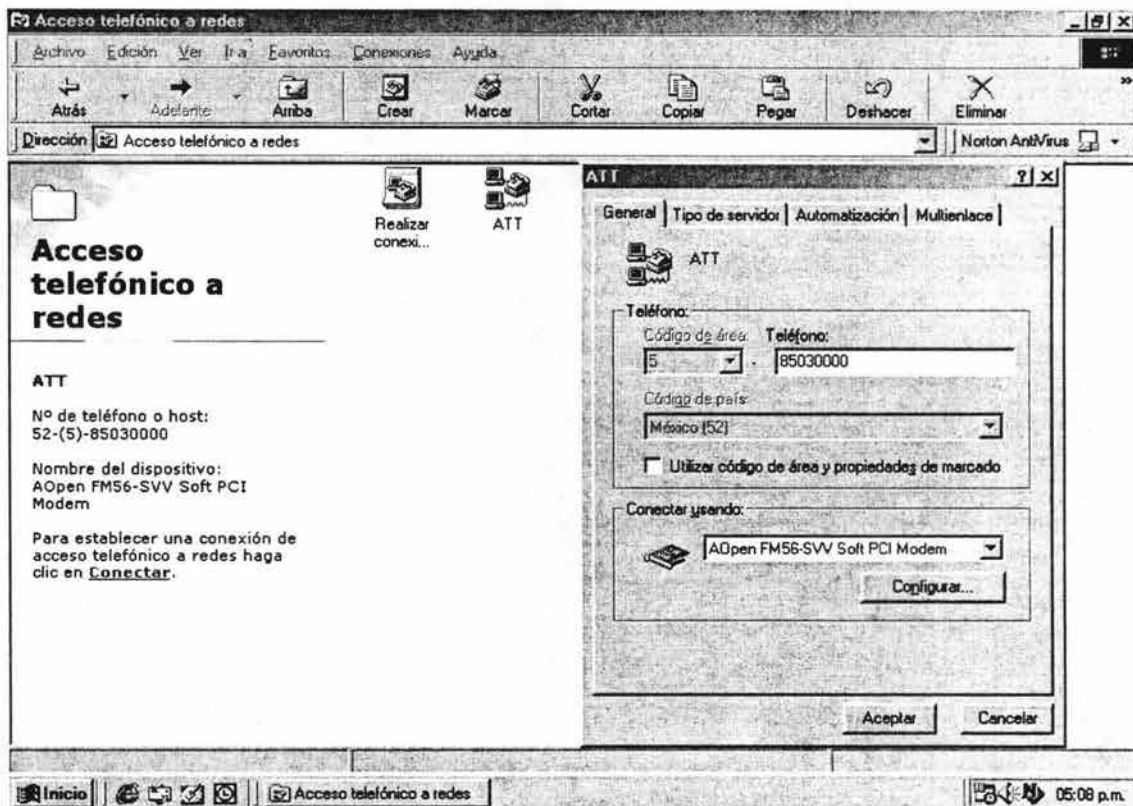 Acceso telefónico a redes
Archivo Edición Ver Ir a Favoritos Conexiones Ayuda
Atrás Adelante Arriba Crear Marcar Cortar Copiar Pegar Deshacer Eliminar »
Dirección Acceso telefónico a redes Norton AntiVirus
Acceso
telefónico a
redes
ATT
Nº de teléfono o host:
52-(5)-85030000
Nombre del dispositivo:
AOpen FM56-SVV Soft PCI
Modem
Para establecer una conexión de
acceso telefónico a redes haga
clic en Conectar.
Realizar
conexi...
ATT
ATT
General Tipo de servidor Automatización Multienlace
ATT
Teléfono:
Código de área: Teléfono:
5 - 85030000
Código de país:
México (52)
Utilizar código de área y propiedades de marcado
Conectar usando:
AOpen FM56-SVV Soft PCI Modem
Configurar...
Aceptar Cancelar
Inicio Acceso telefónico a redes 05:08 p.m.